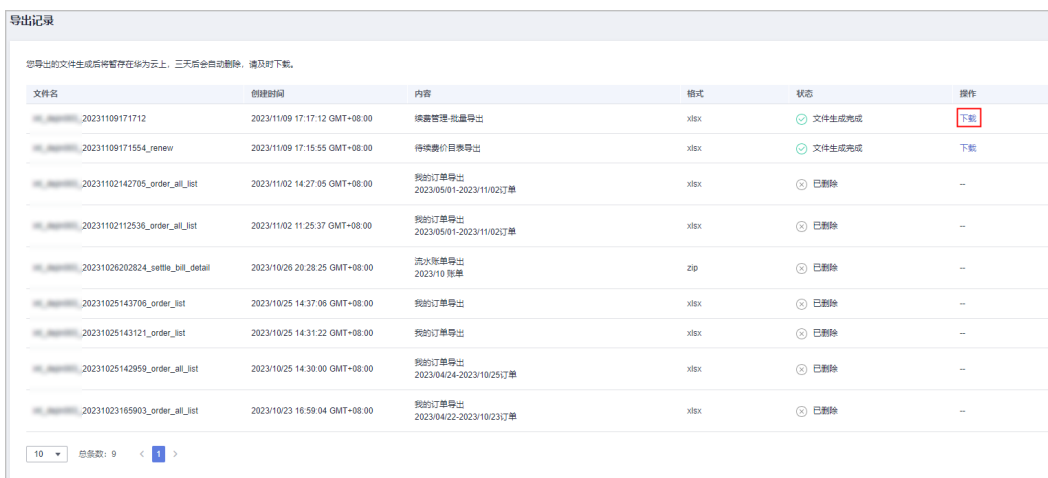 导出记录
您导出的文件生成后将暂存在华为云上，三天后会自动删除，请及时下载。
文件名 创建时间 内容 格式 状态 操作
_20231109171712 2023/11/09 17:17:12 GMT+08:00 续费管理-批量导出 xlsx 文件生成完成 下载
_20231109171554_renew 2023/11/09 17:15:55 GMT+08:00 待续费价目表导出 xlsx 文件生成完成 下载
_20231102142705_order_all_list 2023/11/02 14:27:05 GMT+08:00 我的订单导出 xlsx 已删除 --
2023/05/01-2023/11/02订单
_20231102112536_order_all_list 2023/11/02 11:25:37 GMT+08:00 我的订单导出 xlsx 已删除 --
2023/05/01-2023/11/02订单
_20231026202824_settle_bill_detail 2023/10/26 20:28:25 GMT+08:00 流水账单导出 zip 已删除 --
2023/10 账单
_20231025143706_order_list 2023/10/25 14:37:06 GMT+08:00 我的订单导出 xlsx 已删除 --
_20231025143121_order_list 2023/10/25 14:31:22 GMT+08:00 我的订单导出 xlsx 已删除 --
_20231025142959_order_all_list 2023/10/25 14:30:00 GMT+08:00 我的订单导出 xlsx 已删除 --
2023/04/24-2023/10/25订单
_20231023165903_order_all_list 2023/10/23 16:59:04 GMT+08:00 我的订单导出 xlsx 已删除 --
2023/04/22-2023/10/23订单
10 总条数：9 < 1 >